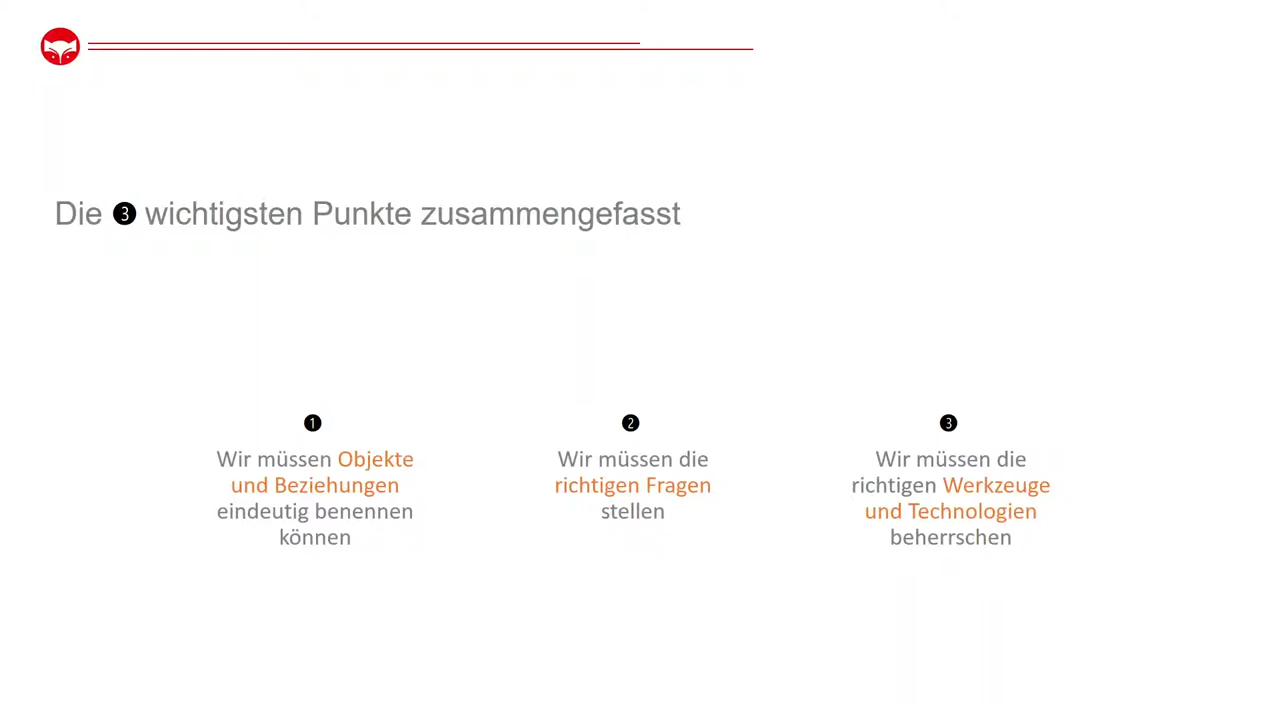 Die ❸ wichtigsten Punkte zusammengefasst
❶
Wir müssen Objekte
und Beziehungen
eindeutig benennen
können
❷
Wir müssen die
richtigen Fragen
stellen
❸
Wir müssen die
richtigen Werkzeuge
und Technologien
beherrschen